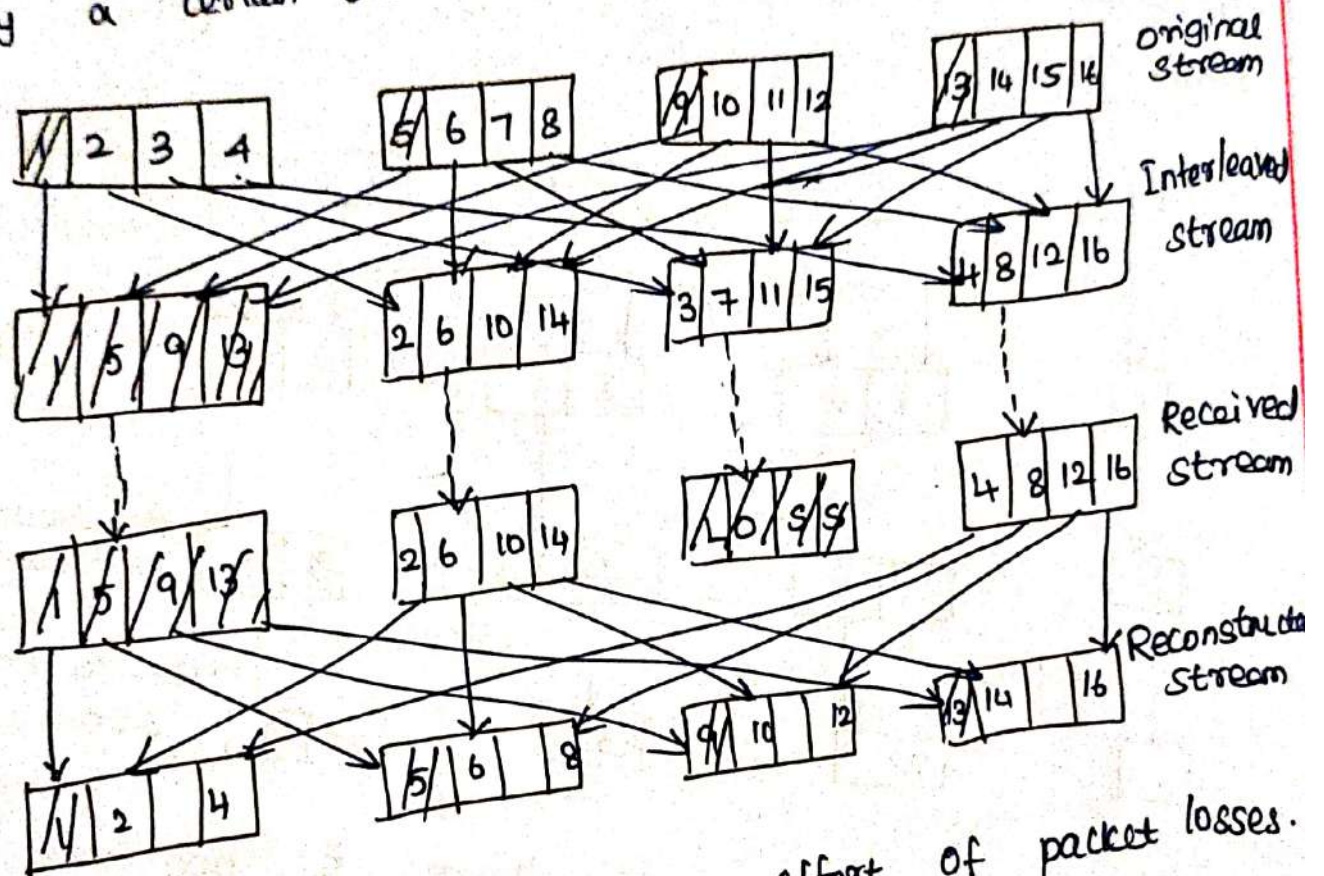 y a
original
stream
1 2 3 4
5 6 7 8
9 10 11 12
13 14 15 16
Interleaved
stream
1 5 9 13
2 6 10 14
3 7 11 15
4 8 12 16
Received
stream
1 5 9 13
2 6 10 14
L O S S
4 8 12 16
Reconstructe
stream
1 2 4
5 6 8
9 10 12
13 14 16
of packet losses.